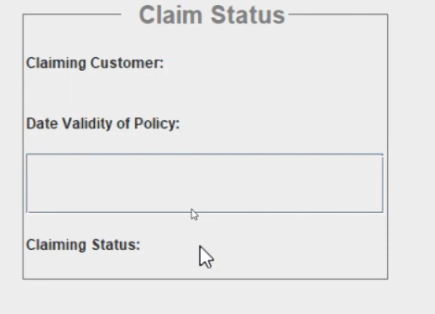 Claim Status
Claiming Customer:
Date Validity of Policy:
Claiming Status: